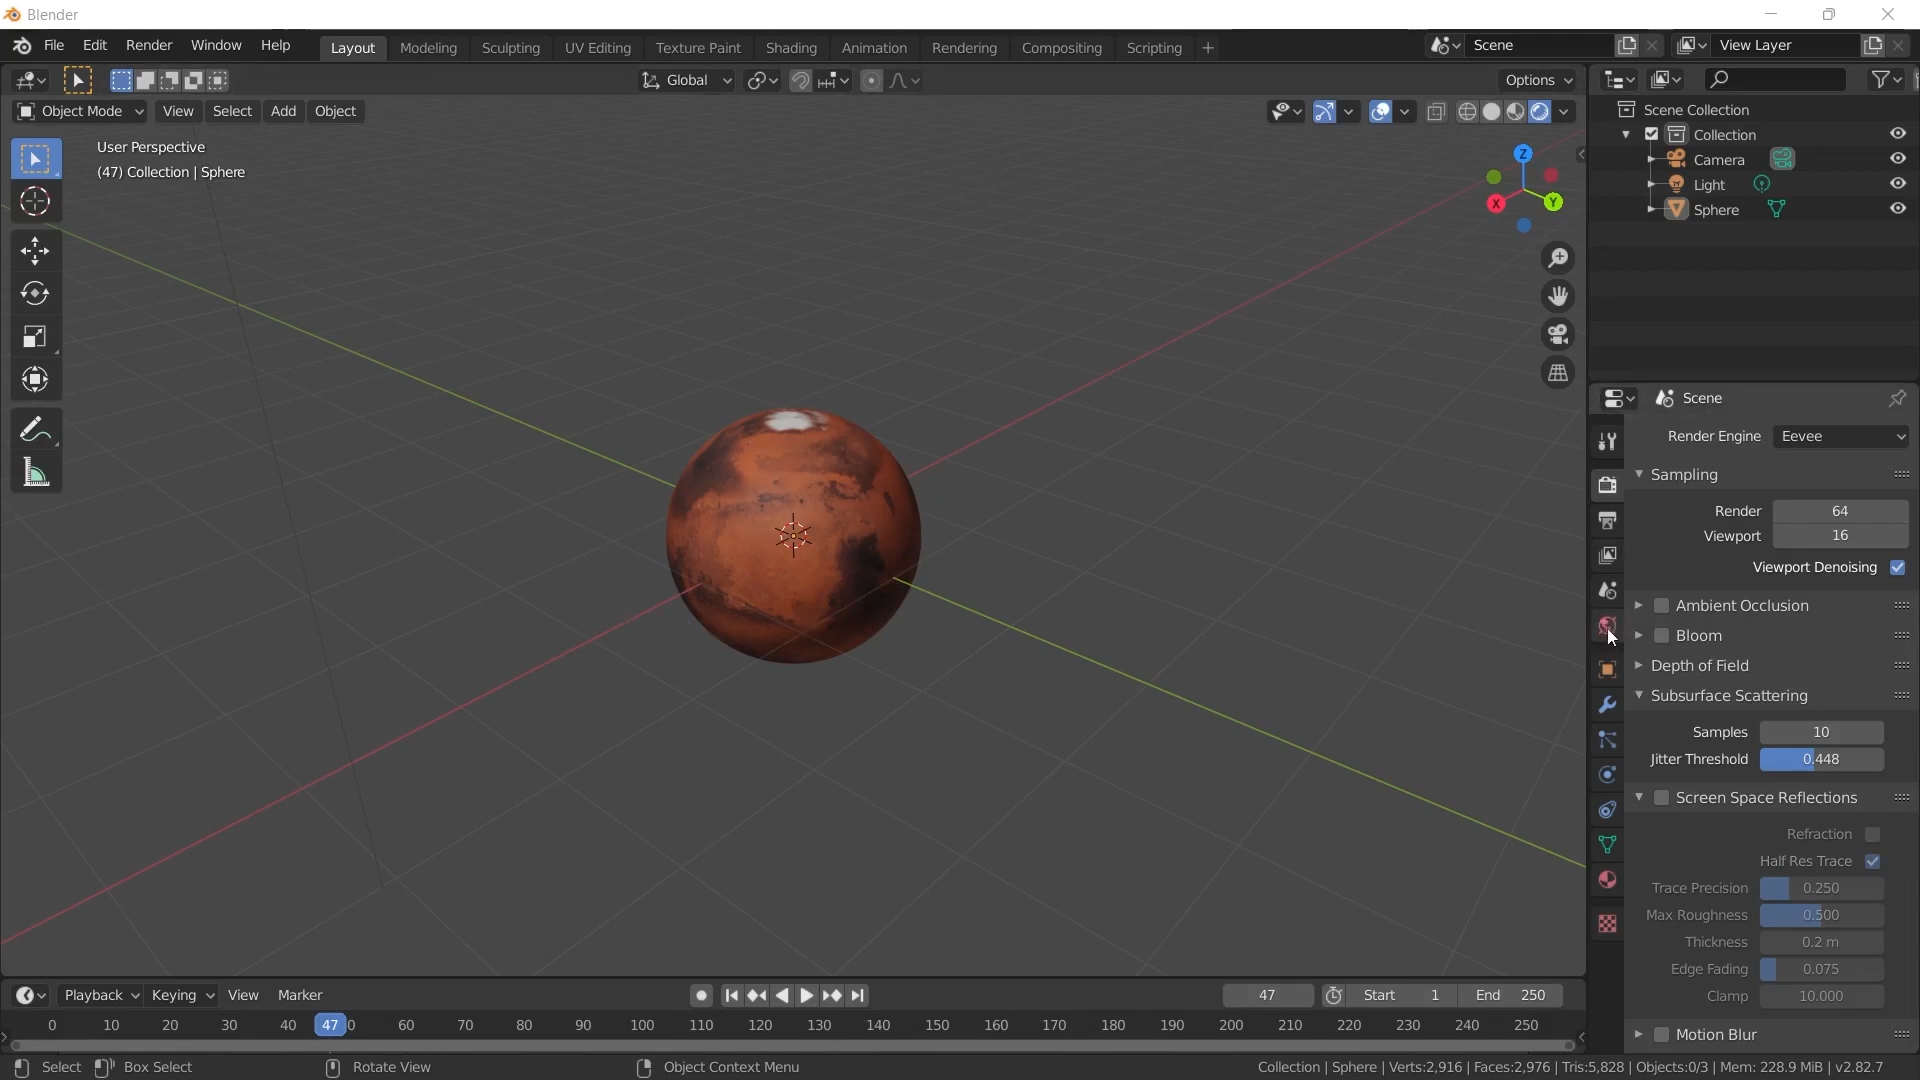 Blender
File Edit Render Window Help Layout Modeling Sculpting UV Editing Texture Paint Shading Animation Rendering Compositing Scripting + Scene View Layer
Global Options
Object Mode View Select Add Object
User Perspective
(47) Collection | Sphere
Z
X
Y
Scene Collection
Collection
Camera
Light
Sphere
Scene
Render Engine Eevee
Sampling
Render 64
Viewport 16
Viewport Denoising
Ambient Occlusion
Bloom
Depth of Field
Subsurface Scattering
Samples 10
Jitter Threshold 0.448
Screen Space Reflections
Refraction
Half Res Trace
Trace Precision 0.250
Max Roughness 0.500
Thickness 0.2 m
Edge Fading 0.075
Clamp 10.000
Motion Blur
Playback Keying View Marker 47 Start 1 End 250
0 10 20 30 40 47 0 60 70 80 90 100 110 120 130 140 150 160 170 180 190 200 210 220 230 240 250
Select Box Select Rotate View Object Context Menu Collection | Sphere | Verts:2,916 | Faces:2,976 | Tris:5,828 | Objects:0/3 | Mem: 228.9 MiB | v2.82.7